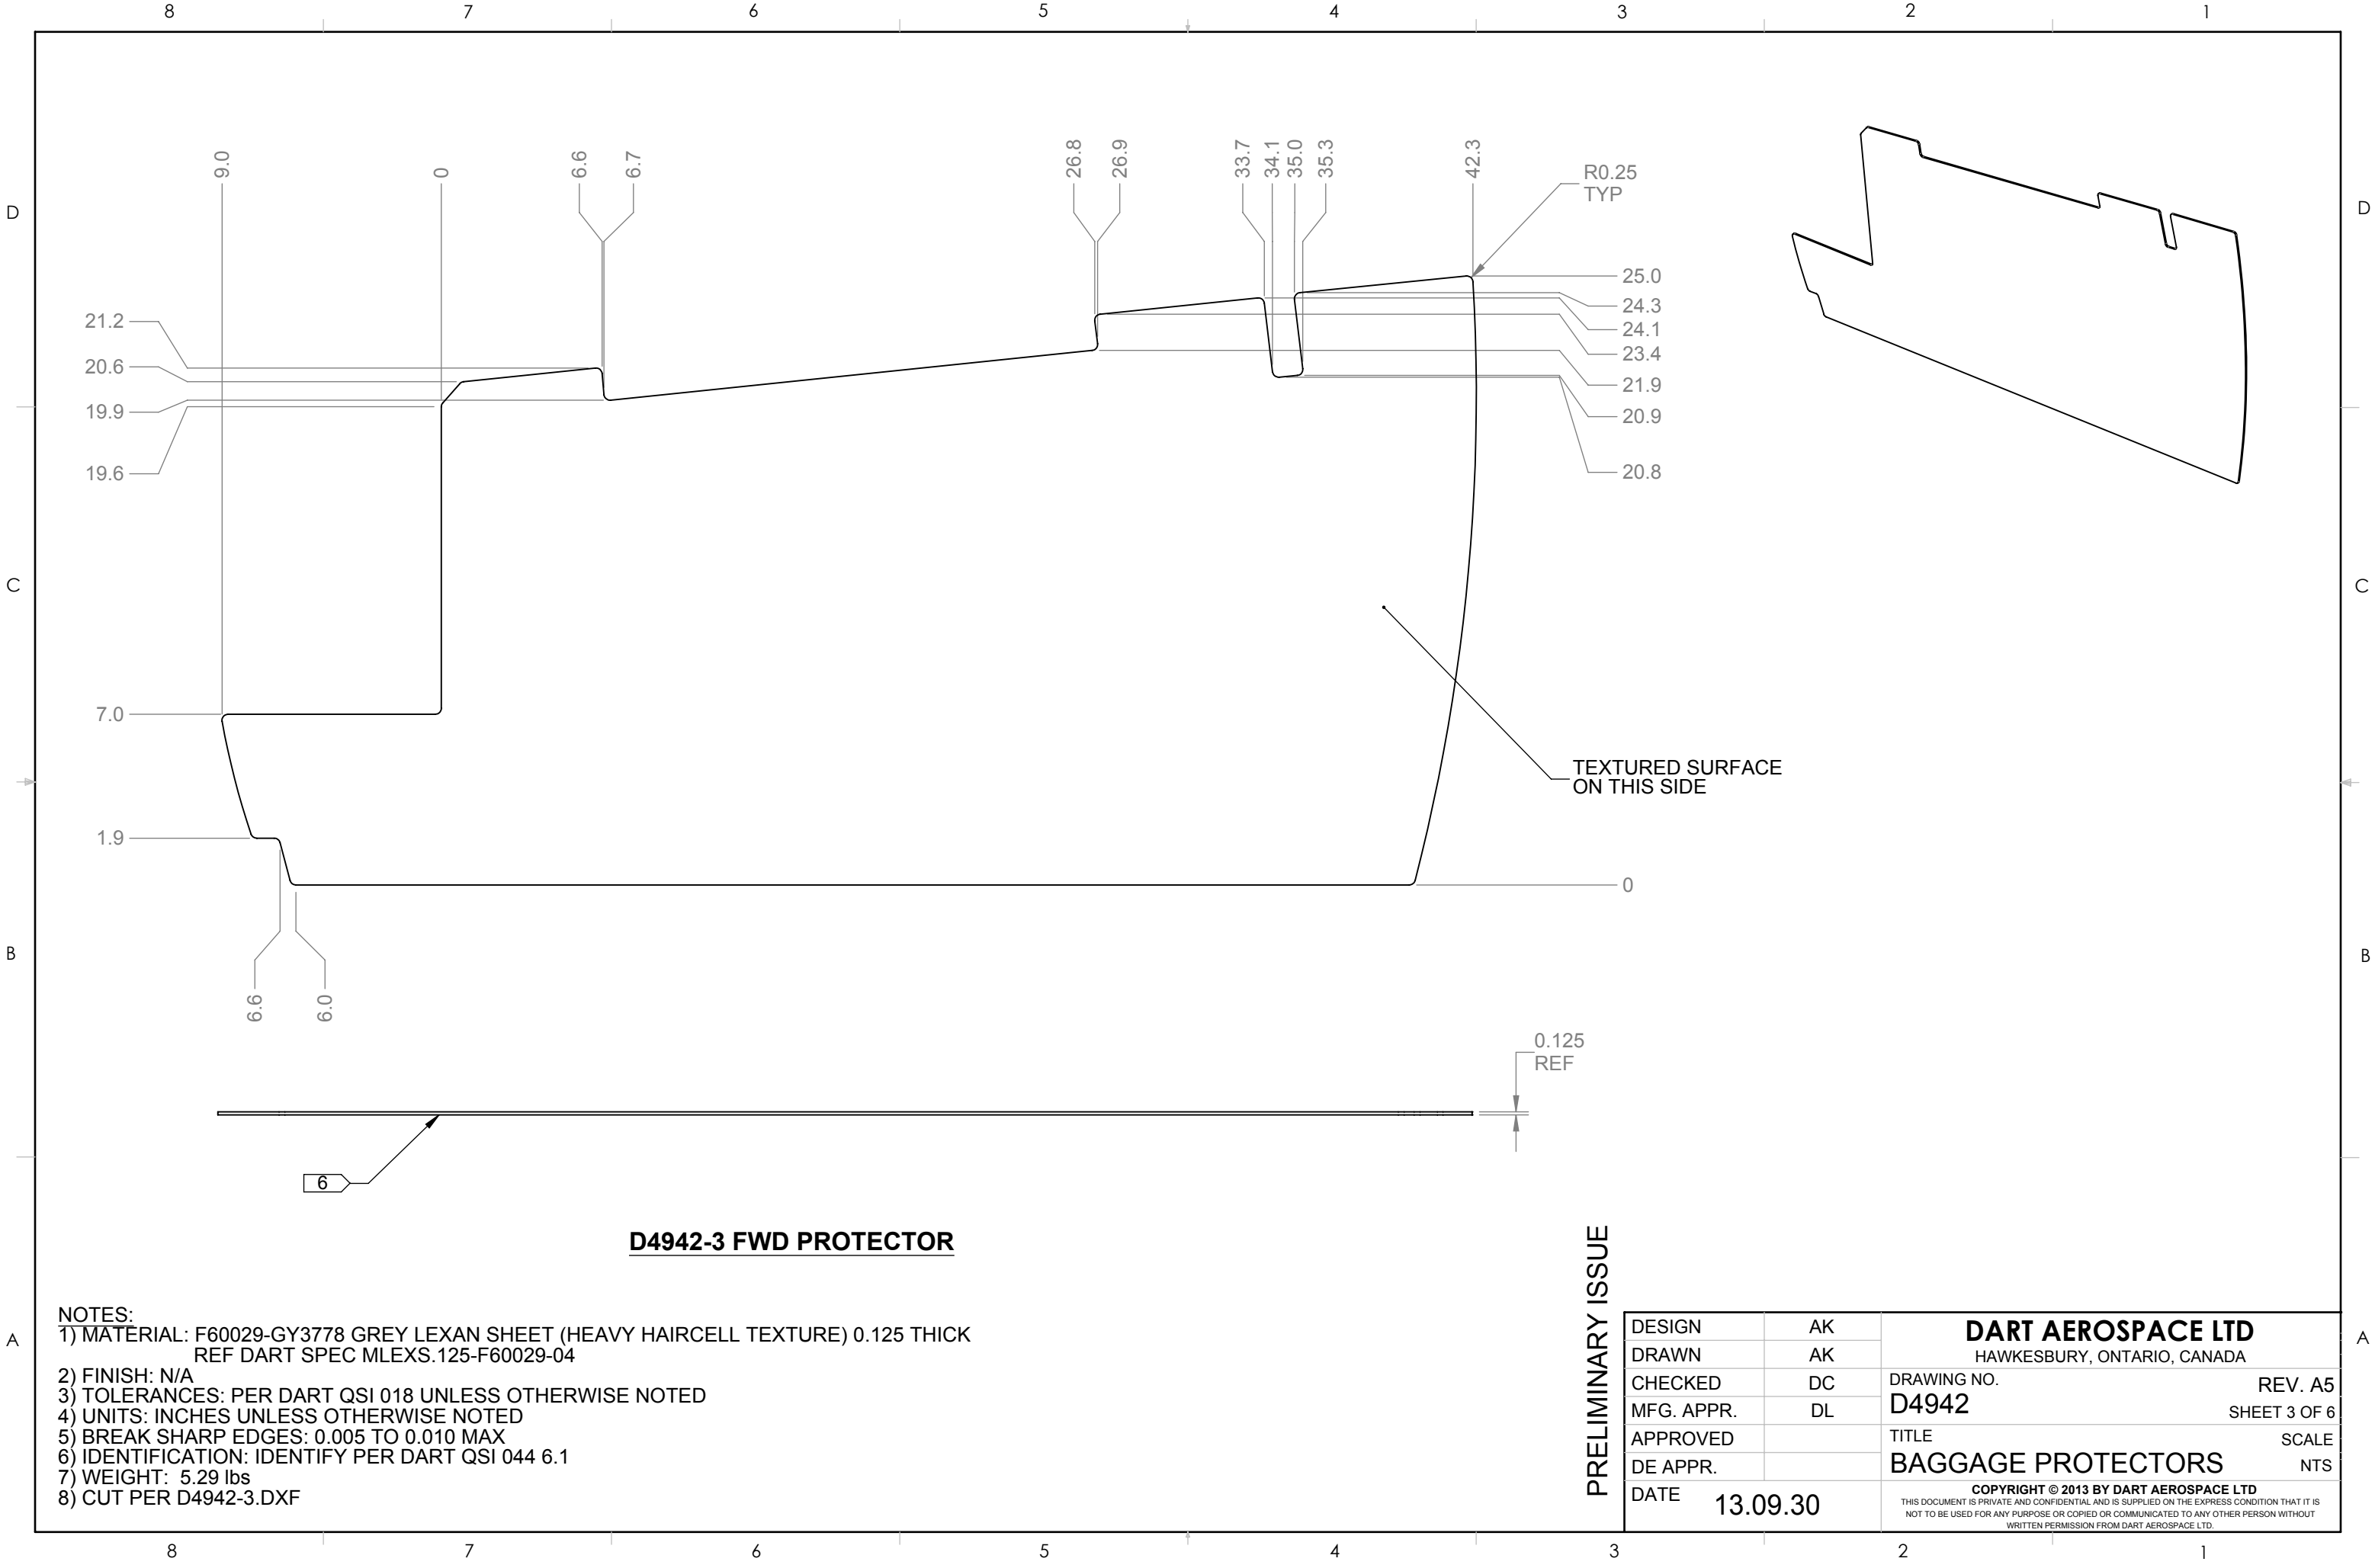 8 7 6 5 4 3 2 1
D
D
C
C
B
B
A
A
9.0
0
6.6
6.7
26.8
26.9
33.7
34.1
35.0
35.3
42.3
R0.25
TYP
21.2
20.6
19.9
19.6
7.0
1.9
25.0
24.3
24.1
23.4
21.9
20.9
20.8
0
6.6
6.0
TEXTURED SURFACE
ON THIS SIDE
0.125
REF
6
D4942-3 FWD PROTECTOR
NOTES:
1) MATERIAL: F60029-GY3778 GREY LEXAN SHEET (HEAVY HAIRCELL TEXTURE) 0.125 THICK
REF DART SPEC MLEXS.125-F60029-04
2) FINISH: N/A
3) TOLERANCES: PER DART QSI 018 UNLESS OTHERWISE NOTED
4) UNITS: INCHES UNLESS OTHERWISE NOTED
5) BREAK SHARP EDGES: 0.005 TO 0.010 MAX
6) IDENTIFICATION: IDENTIFY PER DART QSI 044 6.1
7) WEIGHT: 5.29 lbs
8) CUT PER D4942-3.DXF
PRELIMINARY ISSUE
DESIGN AK
DRAWN AK
CHECKED DC
MFG. APPR. DL
APPROVED
DE APPR.
DATE 13.09.30
DART AEROSPACE LTD
HAWKESBURY, ONTARIO, CANADA
DRAWING NO. REV. A5
D4942 SHEET 3 OF 6
TITLE SCALE
BAGGAGE PROTECTORS NTS
COPYRIGHT © 2013 BY DART AEROSPACE LTD
THIS DOCUMENT IS PRIVATE AND CONFIDENTIAL AND IS SUPPLIED ON THE EXPRESS CONDITION THAT IT IS
NOT TO BE USED FOR ANY PURPOSE OR COPIED OR COMMUNICATED TO ANY OTHER PERSON WITHOUT
WRITTEN PERMISSION FROM DART AEROSPACE LTD.
8 7 6 5 4 3 2 1